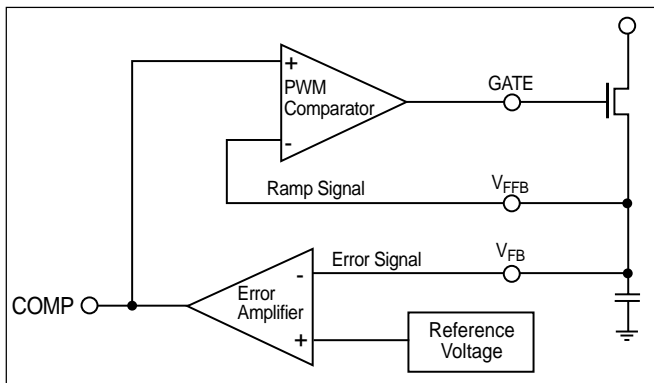 +
PWM
Comparator
-
GATE
Ramp Signal
VFFB
Error Signal
VFB
-
Error
Amplifier
+
COMP
Reference
Voltage